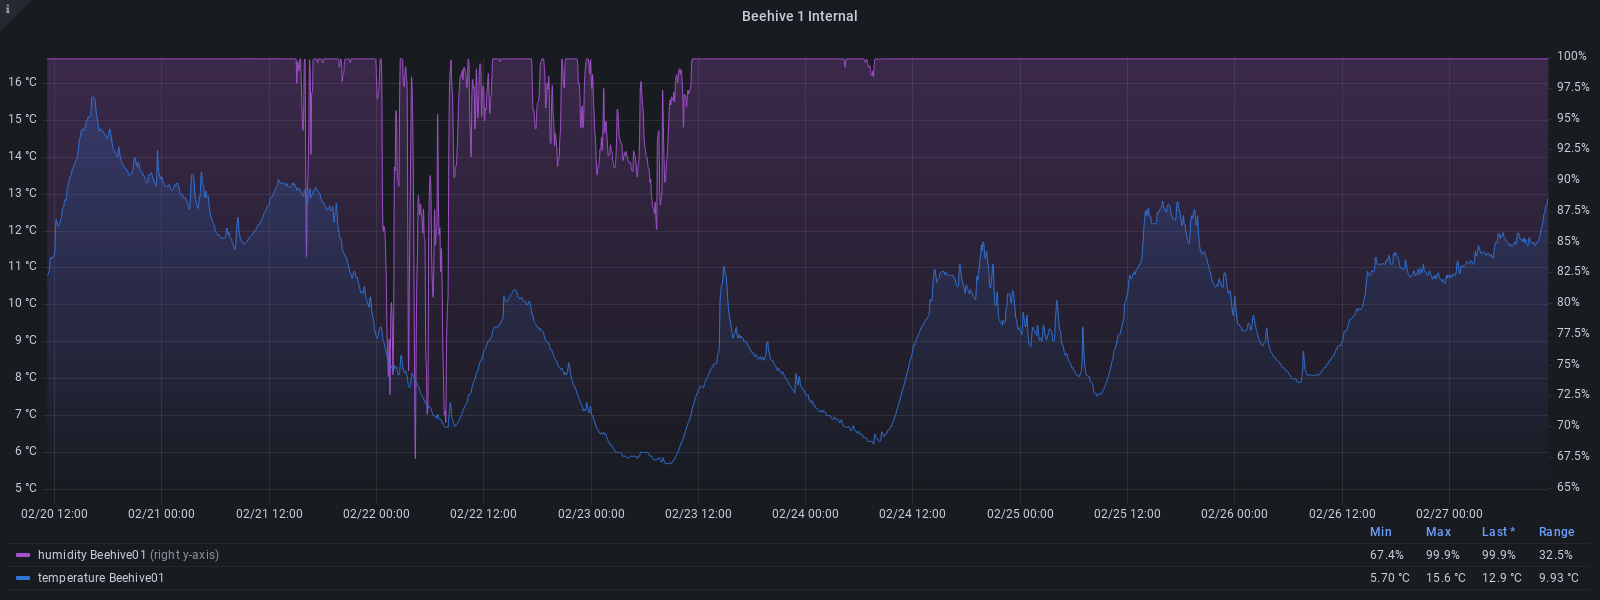 i
Beehive 1 Internal
16 °C
15 °C
14 °C
13 °C
12 °C
11 °C
10 °C
9 °C
8 °C
7 °C
6 °C
5 °C
100%
97.5%
95%
92.5%
90%
87.5%
85%
82.5%
80%
77.5%
75%
72.5%
70%
67.5%
65%
02/20 12:00 02/21 00:00 02/21 12:00 02/22 00:00 02/22 12:00 02/23 00:00 02/23 12:00 02/24 00:00 02/24 12:00 02/25 00:00 02/25 12:00 02/26 00:00 02/26 12:00 02/27 00:00
Min Max Last * Range
humidity Beehive01 (right y-axis) 67.4% 99.9% 99.9% 32.5%
temperature Beehive01 5.70 °C 15.6 °C 12.9 °C 9.93 °C